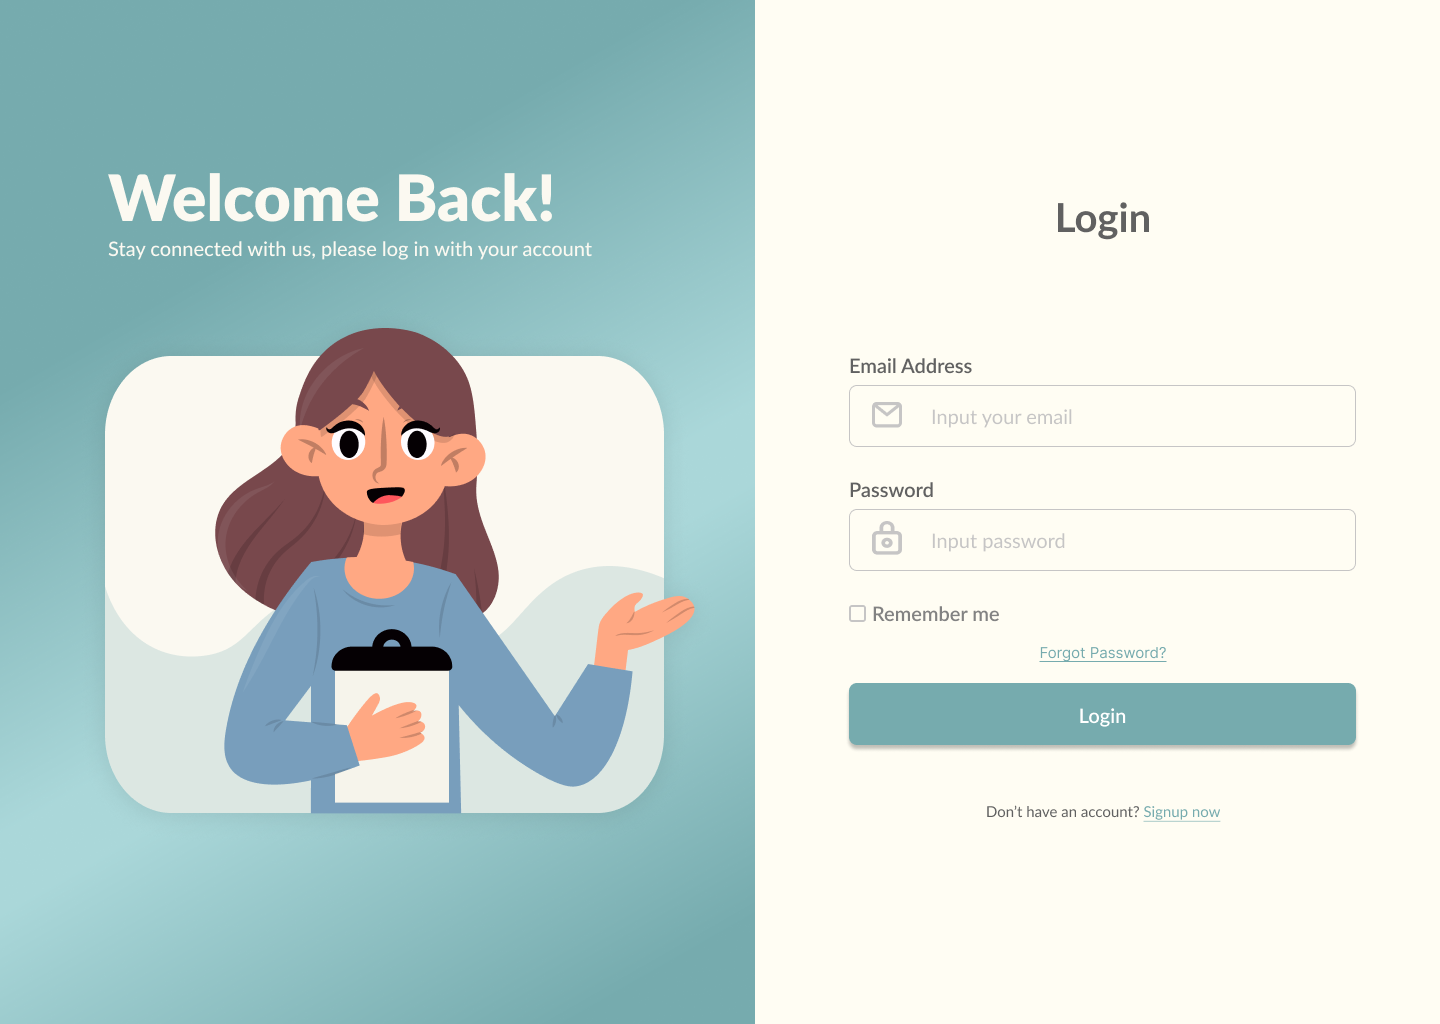 Welcome Back!
Stay connected with us, please log in with your account
Login
Email Address
Input your email
Password
Input password
Remember me
Forgot Password?
Login
Don't have an account? Signup now